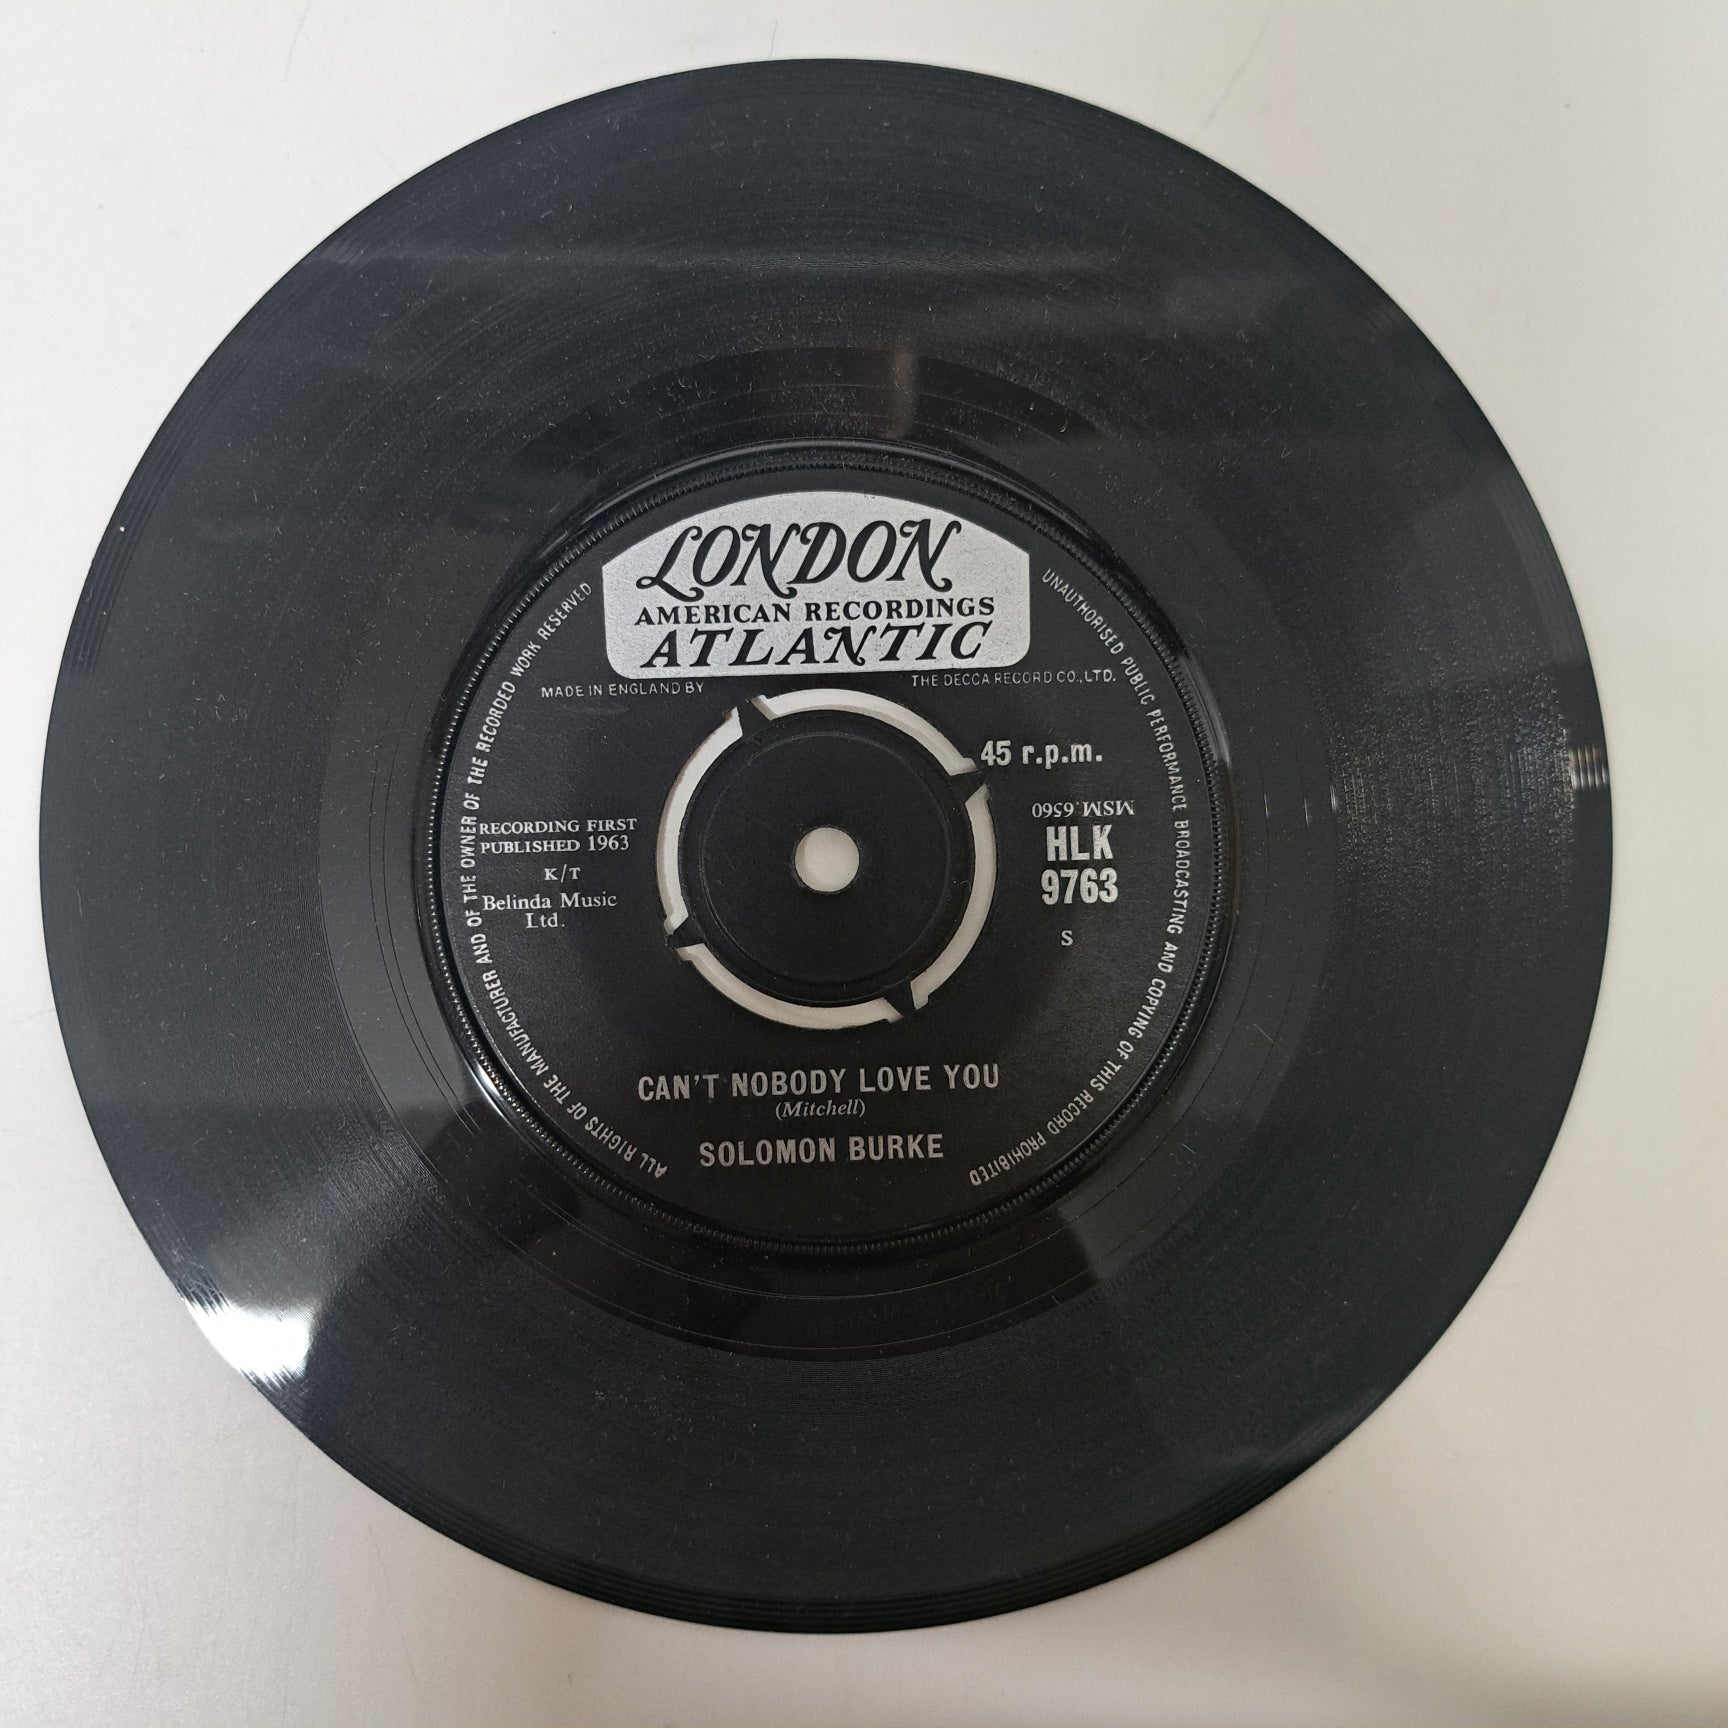 LONDON
AMERICAN RECORDINGS
ATLANTIC
MADE IN ENGLAND BY THE DECCA RECORD CO., LTD.
45 r.p.m.
MSM.6560
HLK
9763
S
RECORDING FIRST
PUBLISHED 1963
K/T
Belinda Music
Ltd.
CAN'T NOBODY LOVE YOU
(Mitchell)
SOLOMON BURKE
ALL RIGHTS OF THE MANUFACTURER AND OF THE OWNER OF THE RECORDED WORK RESERVED
UNAUTHORISED PUBLIC PERFORMANCE BROADCASTING AND COPYING OF THIS RECORD PROHIBITED